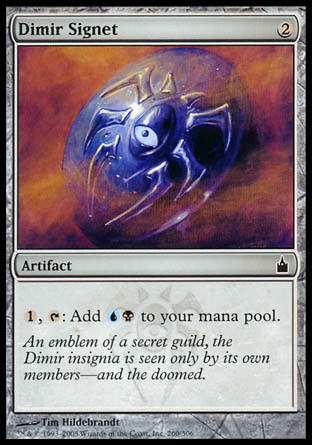 Dimir Signet 2
Artifact
1, : Add to your mana pool.
An emblem of a secret guild, the
Dimir insignia is seen only by its own
members—and the doomed.
Tim Hildebrandt
™ & © 1993–2005 Wizards of the Coast, Inc. 260/306